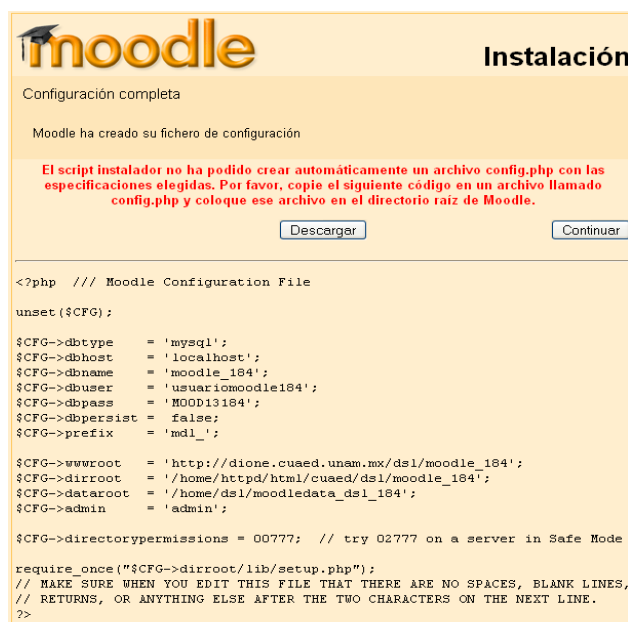 moodle
Instalación
Configuración completa
Moodle ha creado su fichero de configuración
El script instalador no ha podido crear automáticamente un archivo config.php con las
especificaciones elegidas. Por favor, copie el siguiente código en un archivo llamado
config.php y coloque ese archivo en el directorio raíz de Moodle.
Descargar
Continuar
<?php  /// Moodle Configuration File
unset($CFG);
$CFG->dbtype    = 'mysql';
$CFG->dbhost    = 'localhost';
$CFG->dbname    = 'moodle_184';
$CFG->dbuser    = 'usuariomoodle184';
$CFG->dbpass    = 'MOOD13184';
$CFG->dbpersist =  false;
$CFG->prefix    = 'mdl_';
$CFG->wwwroot   = 'http://dione.cuaed.unam.mx/dsl/moodle_184';
$CFG->dirroot   = '/home/httpd/html/cuaed/dsl/moodle_184';
$CFG->dataroot  = '/home/dsl/moodledata_dsl_184';
$CFG->admin     = 'admin';
$CFG->directorypermissions = 00777;  // try 02777 on a server in Safe Mode
require_once("$CFG->dirroot/lib/setup.php");
// MAKE SURE WHEN YOU EDIT THIS FILE THAT THERE ARE NO SPACES, BLANK LINES,
// RETURNS, OR ANYTHING ELSE AFTER THE TWO CHARACTERS ON THE NEXT LINE.
?>